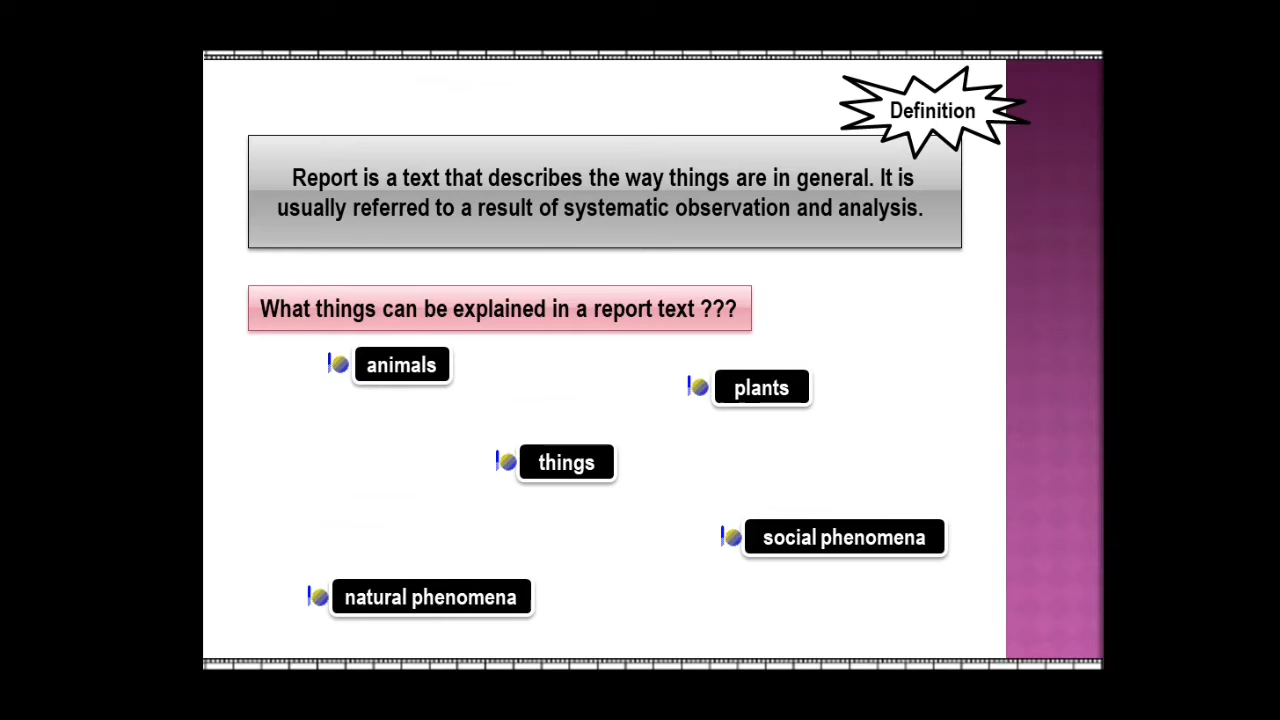 Definition
Report is a text that describes the way things are in general. It is
usually referred to a result of systematic observation and analysis.
What things can be explained in a report text ???
animals
plants
things
social phenomena
natural phenomena